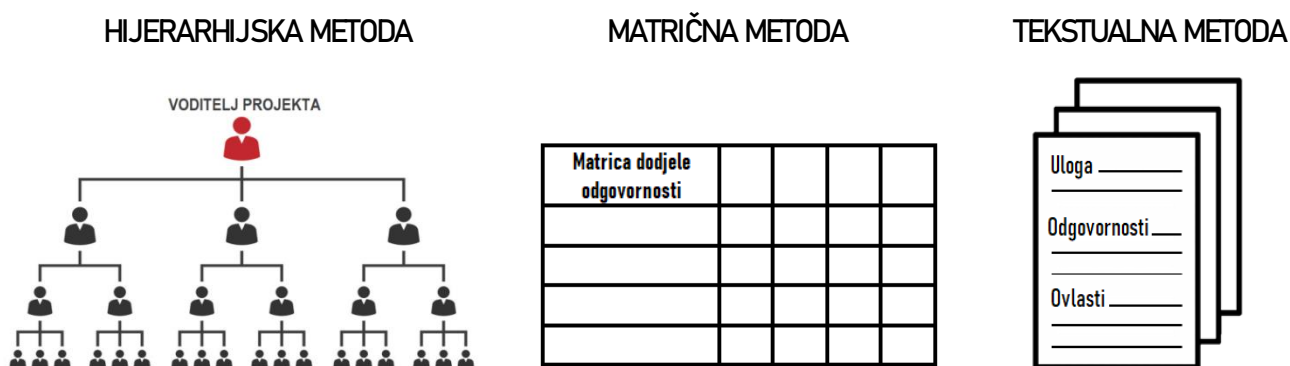 HIJERARHIJSKA METODA
MATRIČNA METODA
TEKSTUALNA METODA
VODITELJ PROJEKTA
Matrica dodjele
odgovornosti
Uloga
Odgovornosti
Ovlasti